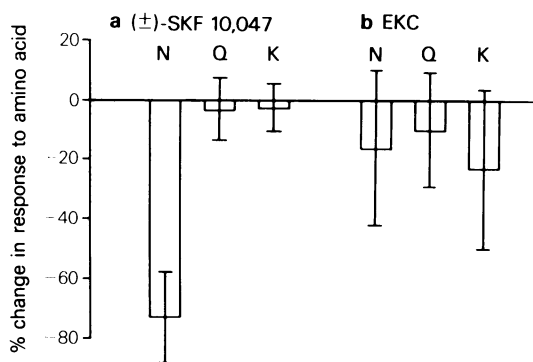 a (±)-SKF 10,047
b EKC
N
Q
K
N
Q
K
20
0
-20
-40
-60
-80
% change in response to amino acid